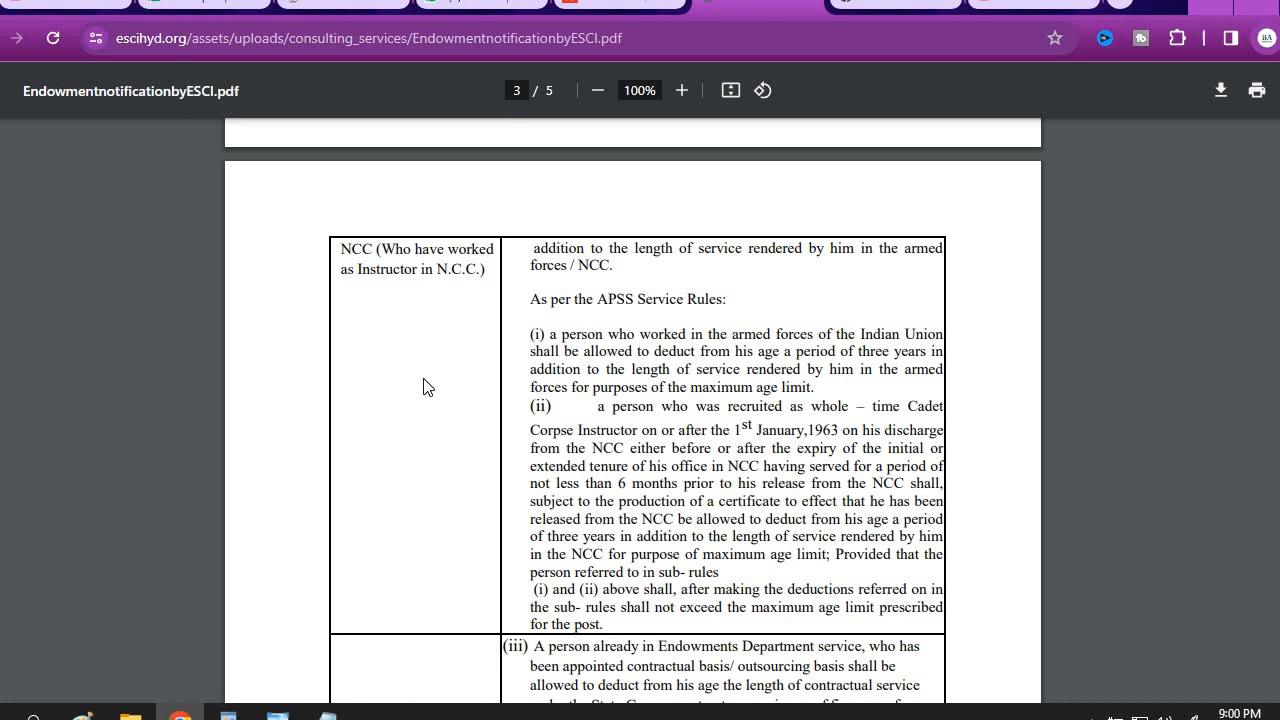 escihyd.org/assets/uploads/consulting_services/EndowmentnotificationbyESCI.pdf
BA
EndowmentnotificationbyESCI.pdf
3 / 5
100%
NCC (Who have worked
as Instructor in N.C.C.)
addition to the length of service rendered by him in the armed
forces / NCC.
As per the APSS Service Rules:
(i) a person who worked in the armed forces of the Indian Union
shall be allowed to deduct from his age a period of three years in
addition to the length of service rendered by him in the armed
forces for purposes of the maximum age limit.
(ii) a person who was recruited as whole – time Cadet
Corpse Instructor on or after the 1st January,1963 on his discharge
from the NCC either before or after the expiry of the initial or
extended tenure of his office in NCC having served for a period of
not less than 6 months prior to his release from the NCC shall,
subject to the production of a certificate to effect that he has been
released from the NCC be allowed to deduct from his age a period
of three years in addition to the length of service rendered by him
in the NCC for purpose of maximum age limit; Provided that the
person referred to in sub- rules
(i) and (ii) above shall, after making the deductions referred on in
the sub- rules shall not exceed the maximum age limit prescribed
for the post.
(iii) A person already in Endowments Department service, who has
been appointed contractual basis/ outsourcing basis shall be
allowed to deduct from his age the length of contractual service
9:00 PM